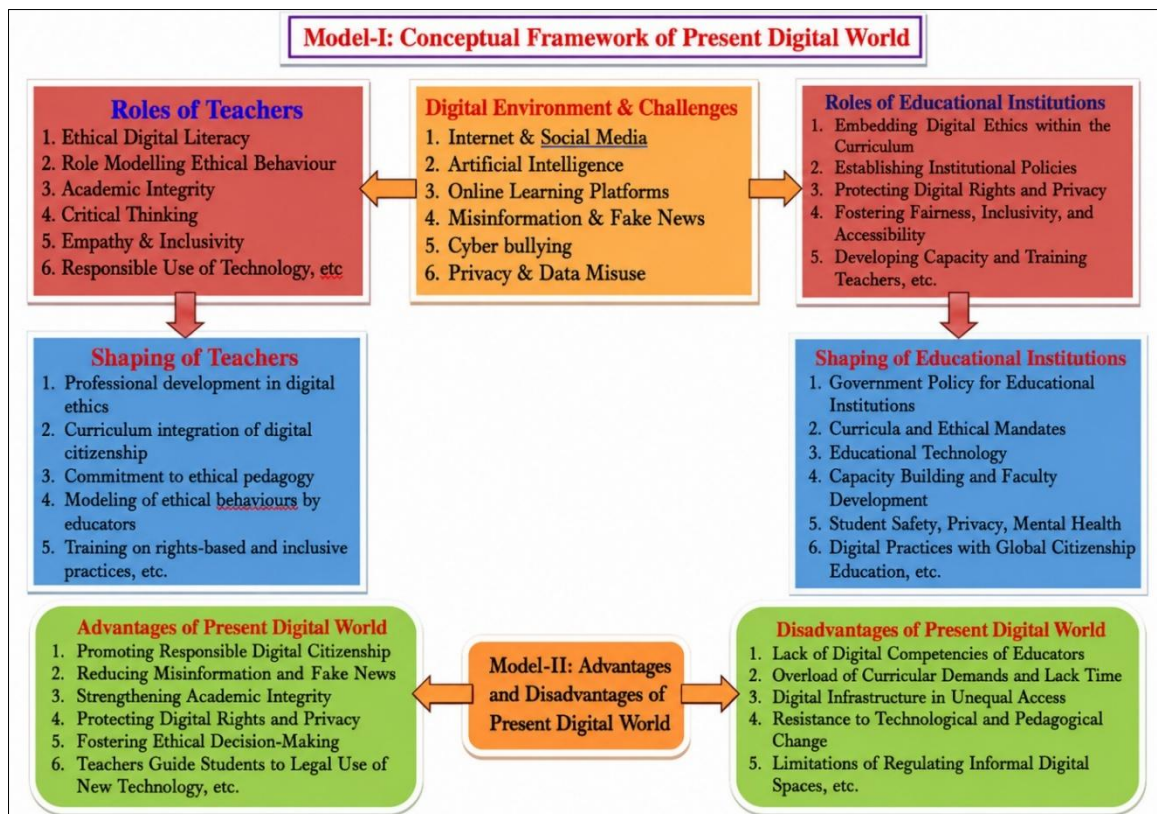 Model-I: Conceptual Framework of Present Digital World
Roles of Teachers
1. Ethical Digital Literacy
2. Role Modelling Ethical Behaviour
3. Academic Integrity
4. Critical Thinking
5. Empathy & Inclusivity
6. Responsible Use of Technology, etc
Digital Environment & Challenges
1. Internet & Social Media
2. Artificial Intelligence
3. Online Learning Platforms
4. Misinformation & Fake News
5. Cyber bullying
6. Privacy & Data Misuse
Roles of Educational Institutions
1. Embedding Digital Ethics within the
Curriculum
2. Establishing Institutional Policies
3. Protecting Digital Rights and Privacy
4. Fostering Fairness, Inclusivity, and
Accessibility
5. Developing Capacity and Training
Teachers, etc.
Shaping of Teachers
1. Professional development in digital
ethics
2. Curriculum integration of digital
citizenship
3. Commitment to ethical pedagogy
4. Modeling of ethical behaviours by
educators
5. Training on rights-based and inclusive
practices, etc.
Shaping of Educational Institutions
1. Government Policy for Educational
Institutions
2. Curricula and Ethical Mandates
3. Educational Technology
4. Capacity Building and Faculty
Development
5. Student Safety, Privacy, Mental Health
6. Digital Practices with Global Citizenship
Education, etc.
Advantages of Present Digital World
1. Promoting Responsible Digital Citizenship
2. Reducing Misinformation and Fake News
3. Strengthening Academic Integrity
4. Protecting Digital Rights and Privacy
5. Fostering Ethical Decision-Making
6. Teachers Guide Students to Legal Use of
New Technology, etc.
Model-II: Advantages
and Disadvantages of
Present Digital World
Disadvantages of Present Digital World
1. Lack of Digital Competencies of Educators
2. Overload of Curricular Demands and Lack Time
3. Digital Infrastructure in Unequal Access
4. Resistance to Technological and Pedagogical
Change
5. Limitations of Regulating Informal Digital
Spaces, etc.